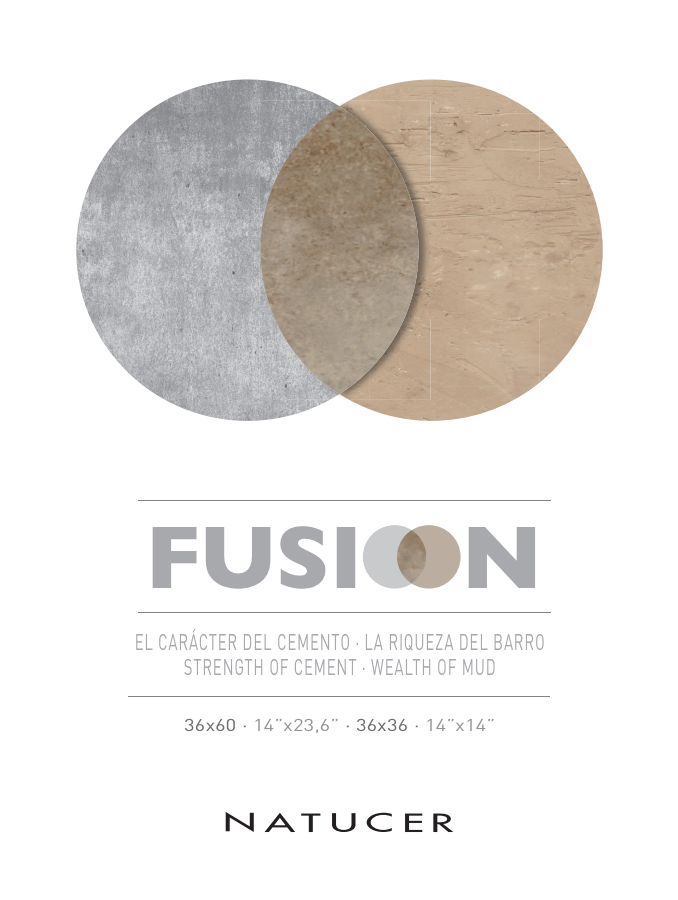 FUSION
EL CARÁCTER DEL CEMENTO · LA RIQUEZA DEL BARRO
STRENGTH OF CEMENT · WEALTH OF MUD
36x60 · 14”x23,6” · 36x36 · 14”x14”
NATUCER